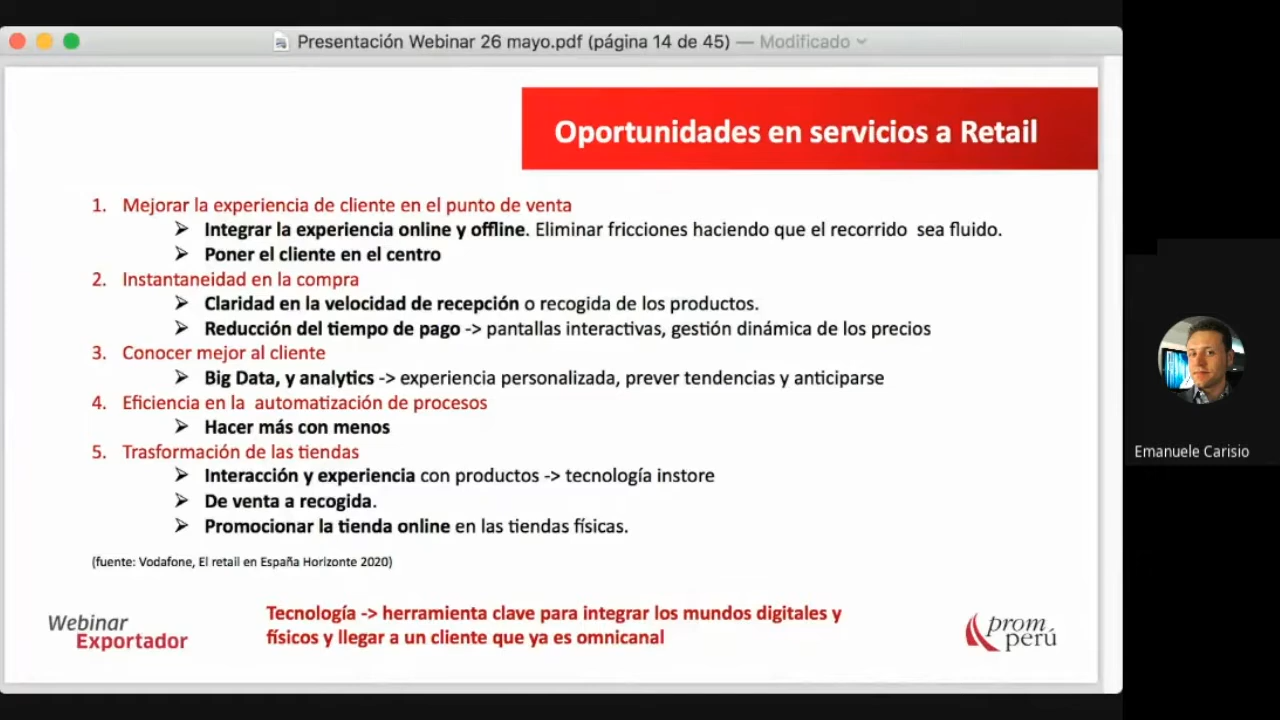 Presentación Webinar 26 mayo.pdf (página 14 de 45) — Modificado
Oportunidades en servicios a Retail
1. Mejorar la experiencia de cliente en el punto de venta
➢ Integrar la experiencia online y offline. Eliminar fricciones haciendo que el recorrido sea fluido.
➢ Poner el cliente en el centro
2. Instantaneidad en la compra
➢ Claridad en la velocidad de recepción o recogida de los productos.
➢ Reducción del tiempo de pago -> pantallas interactivas, gestión dinámica de los precios
3. Conocer mejor al cliente
➢ Big Data, y analytics -> experiencia personalizada, prever tendencias y anticiparse
4. Eficiencia en la automatización de procesos
➢ Hacer más con menos
5. Trasformación de las tiendas
➢ Interacción y experiencia con productos -> tecnología instore
➢ De venta a recogida.
➢ Promocionar la tienda online en las tiendas físicas.
(fuente: Vodafone, El retail en España Horizonte 2020)
Tecnología -> herramienta clave para integrar los mundos digitales y
físicos y llegar a un cliente que ya es omnicanal
Webinar
Exportador
prom
perú
Emanuele Carisio